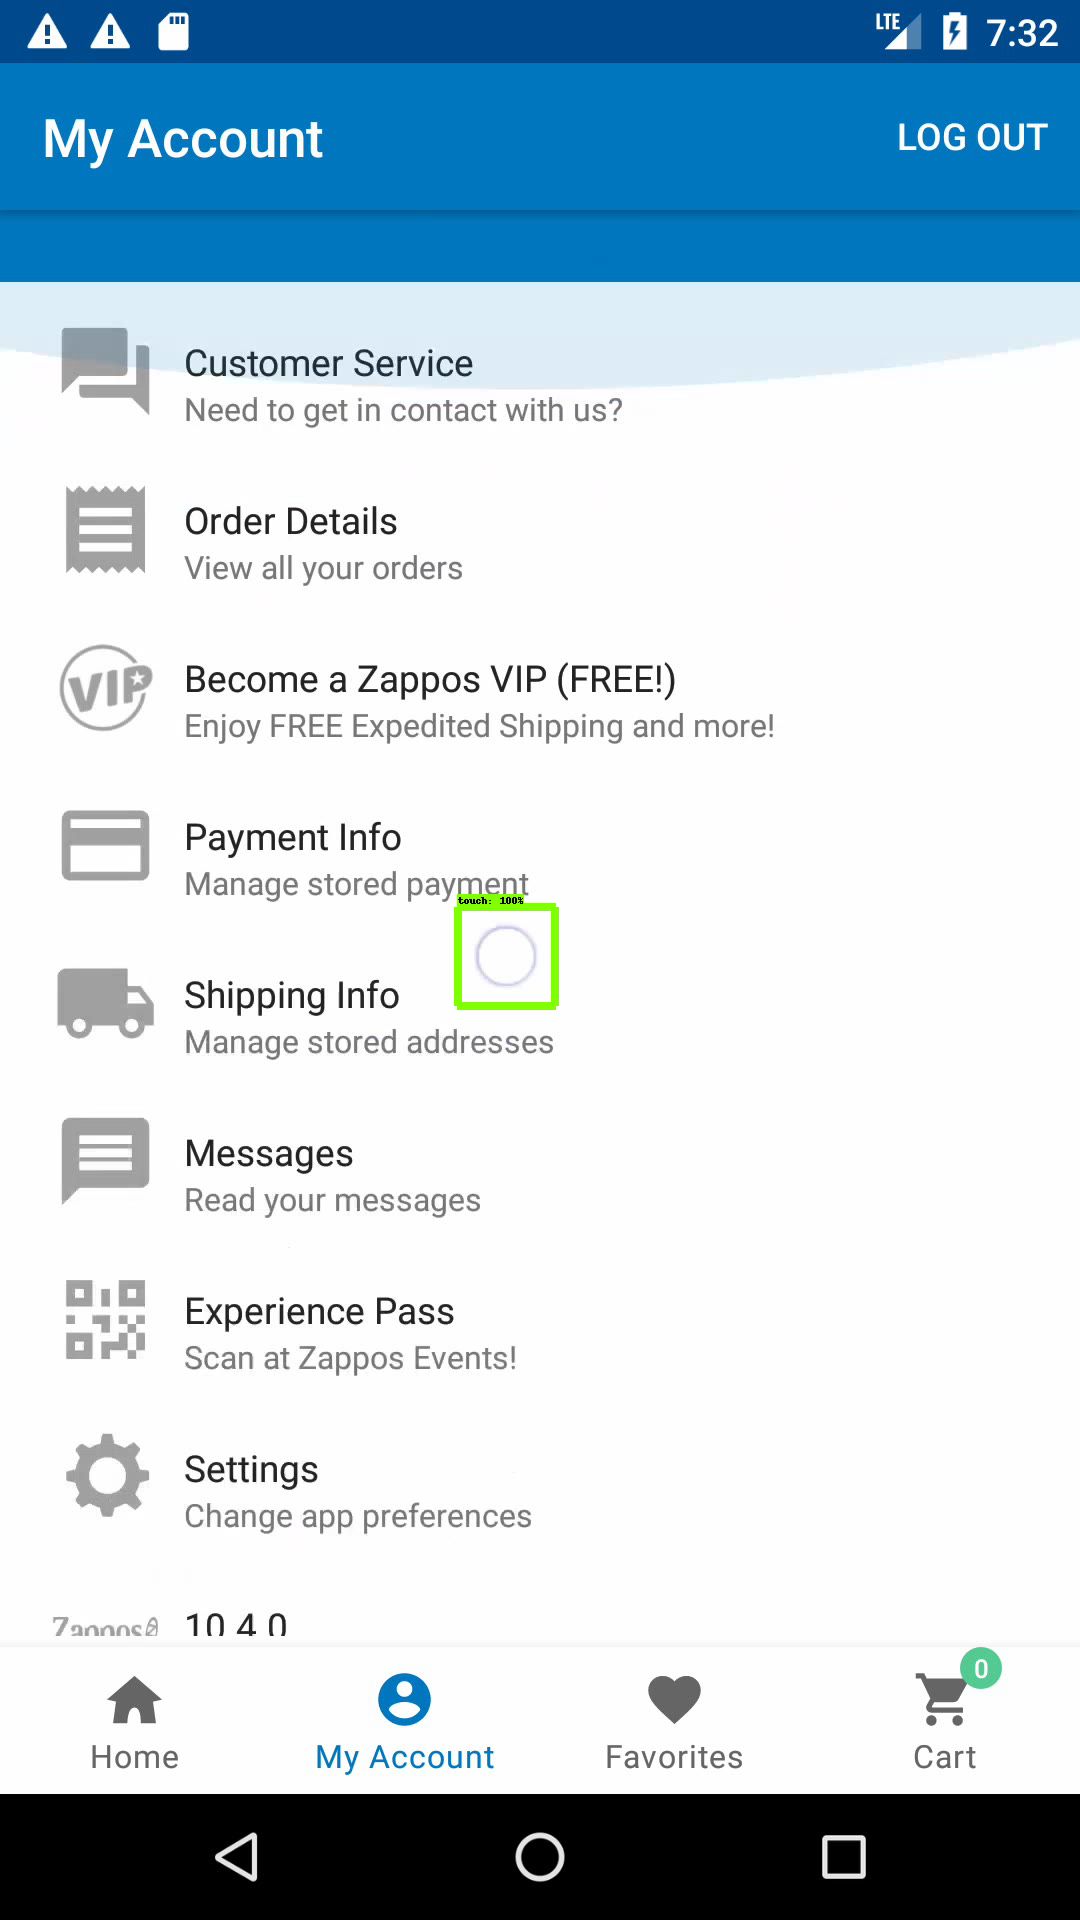 LTE 7:32
My Account LOG OUT
Customer Service
Need to get in contact with us?
Order Details
View all your orders
VIP
Become a Zappos VIP (FREE!)
Enjoy FREE Expedited Shipping and more!
Payment Info
Manage stored payment
touch: 100%
Shipping Info
Manage stored addresses
Messages
Read your messages
Experience Pass
Scan at Zappos Events!
Settings
Change app preferences
Zappos 10.4.0
0
Home My Account Favorites Cart